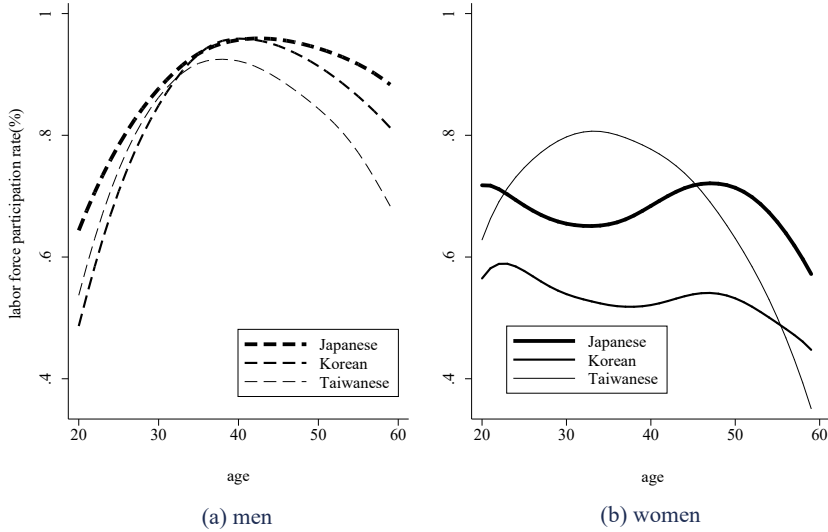 labor force participation rate(%)
1
.8
.6
.4
20
30
40
50
60
age
Japanese
Korean
Taiwanese
(a) men
1
.8
.6
.4
20
30
40
50
60
age
Japanese
Korean
Taiwanese
(b) women